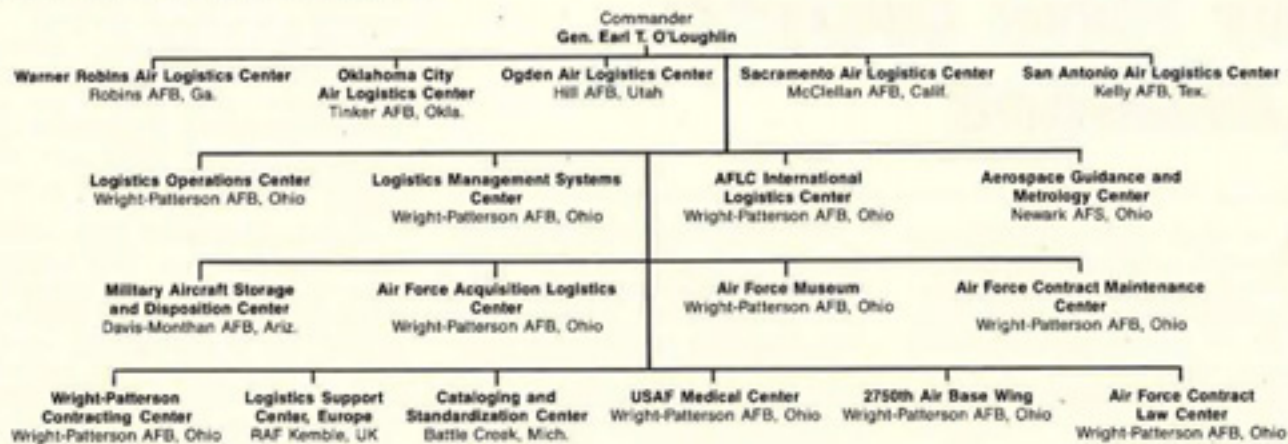 Commander
Gen. Earl T. O'Loughlin
Warner Robins Air Logistics Center
Robins AFB, Ga.
Oklahoma City
Air Logistics Center
Tinker AFB, Okla.
Ogden Air Logistics Center
Hill AFB, Utah
Sacramento Air Logistics Center
McClellan AFB, Calif.
San Antonio Air Logistics Center
Kelly AFB, Tex.
Logistics Operations Center
Wright-Patterson AFB, Ohio
Logistics Management Systems
Center
Wright-Patterson AFB, Ohio
AFLC International
Logistics Center
Wright-Patterson AFB, Ohio
Aerospace Guidance and
Metrology Center
Newark AFS, Ohio
Military Aircraft Storage
and Disposition Center
Davis-Monthan AFB, Ariz.
Air Force Acquisition Logistics
Center
Wright-Patterson AFB, Ohio
Air Force Museum
Wright-Patterson AFB, Ohio
Air Force Contract Maintenance
Center
Wright-Patterson AFB, Ohio
Wright-Patterson
Contracting Center
Wright-Patterson AFB, Ohio
Logistics Support
Center, Europe
RAF Kemble, UK
Cataloging and
Standardization Center
Battle Creek, Mich.
USAF Medical Center
Wright-Patterson AFB, Ohio
2750th Air Base Wing
Wright-Patterson AFB, Ohio
Air Force Contract
Law Center
Wright-Patterson AFB, Ohio